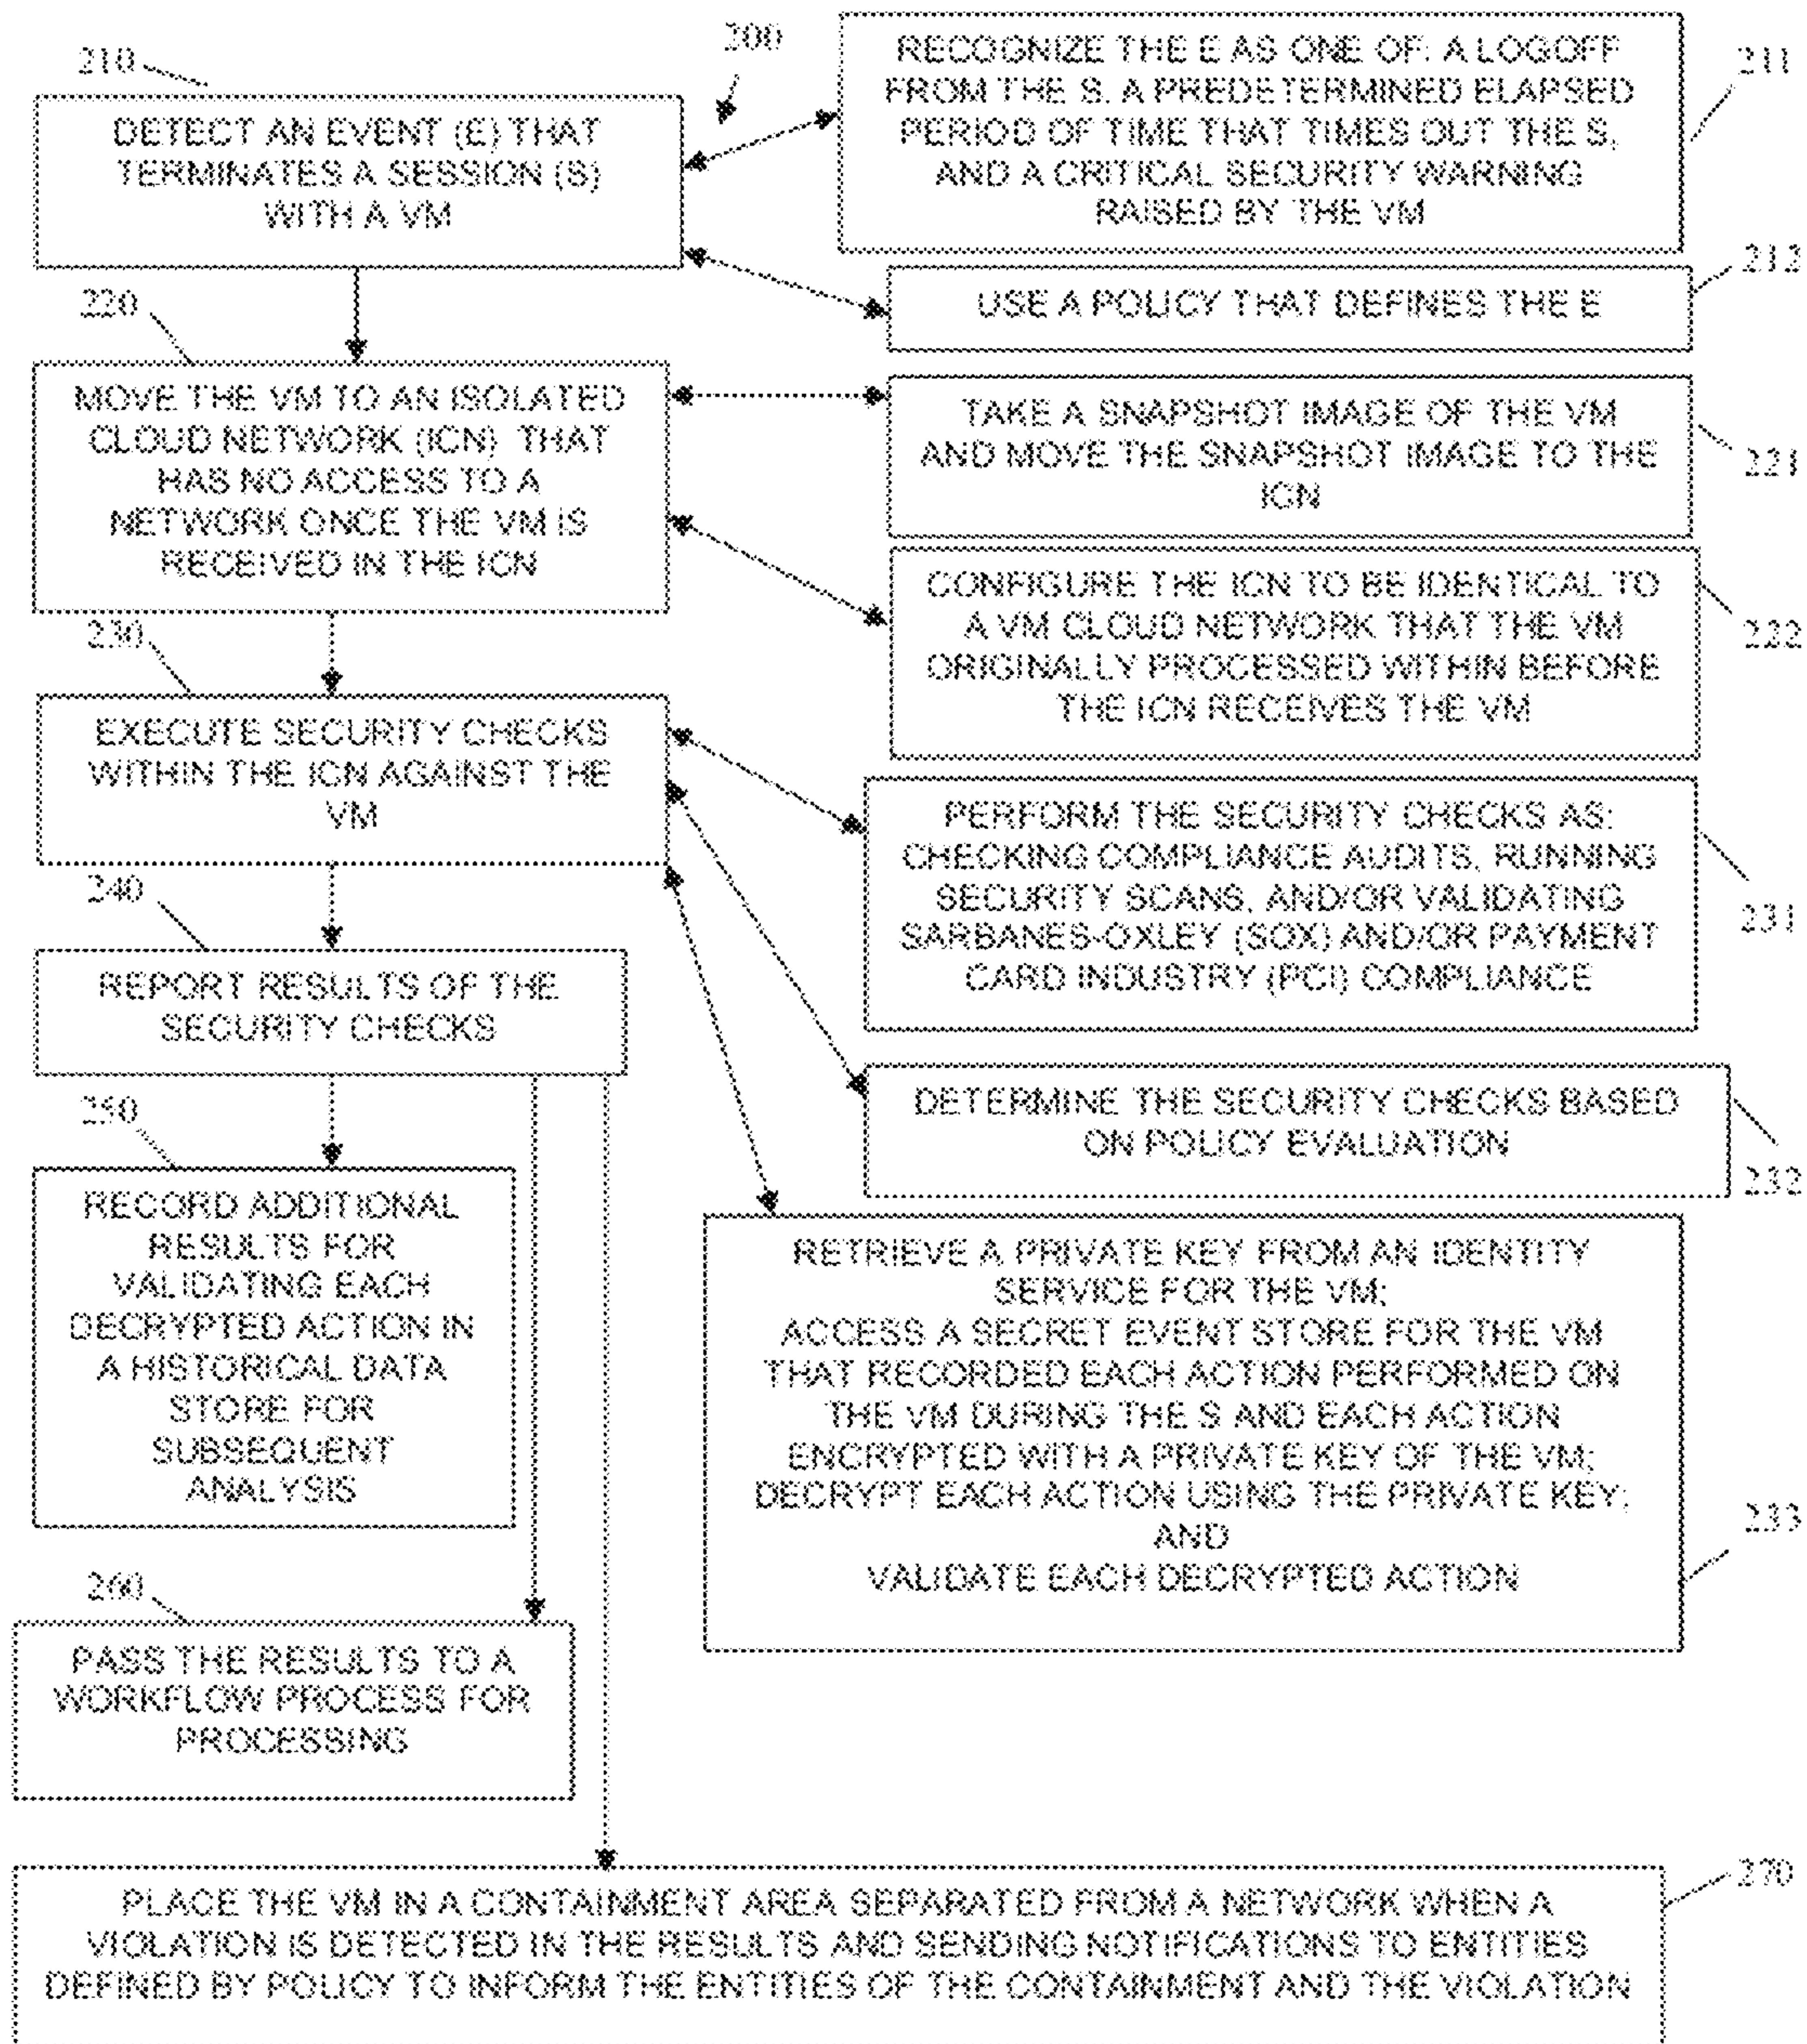 200
210
DETECT AN EVENT (E) THAT
TERMINATES A SESSION (S)
WITH A VM
RECOGNIZE THE E AS ONE OF: A LOGOFF
FROM THE S, A PREDETERMINED ELAPSED
PERIOD OF TIME THAT TIMES OUT THE S,
AND A CRITICAL SECURITY WARNING
RAISED BY THE VM
211
USE A POLICY THAT DEFINES THE E
212
220
MOVE THE VM TO AN ISOLATED
CLOUD NETWORK (ICN) THAT
HAS NO ACCESS TO A
NETWORK ONCE THE VM IS
RECEIVED IN THE ICN
TAKE A SNAPSHOT IMAGE OF THE VM
AND MOVE THE SNAPSHOT IMAGE TO THE
ICN
221
CONFIGURE THE ICN TO BE IDENTICAL TO
A VM CLOUD NETWORK THAT THE VM
ORIGINALLY PROCESSED WITHIN BEFORE
THE ICN RECEIVES THE VM
222
230
EXECUTE SECURITY CHECKS
WITHIN THE ICN AGAINST THE
VM
PERFORM THE SECURITY CHECKS AS:
CHECKING COMPLIANCE AUDITS, RUNNING
SECURITY SCANS, AND/OR VALIDATING
SARBANES-OXLEY (SOX) AND/OR PAYMENT
CARD INDUSTRY (PCI) COMPLIANCE
231
DETERMINE THE SECURITY CHECKS BASED
ON POLICY EVALUATION
232
RETRIEVE A PRIVATE KEY FROM AN IDENTITY
SERVICE FOR THE VM;
ACCESS A SECRET EVENT STORE FOR THE VM
THAT RECORDED EACH ACTION PERFORMED ON
THE VM DURING THE S AND EACH ACTION
ENCRYPTED WITH A PRIVATE KEY OF THE VM;
DECRYPT EACH ACTION USING THE PRIVATE KEY;
AND
VALIDATE EACH DECRYPTED ACTION
233
240
REPORT RESULTS OF THE
SECURITY CHECKS
250
RECORD ADDITIONAL
RESULTS FOR
VALIDATING EACH
DECRYPTED ACTION IN
A HISTORICAL DATA
STORE FOR
SUBSEQUENT
ANALYSIS
260
PASS THE RESULTS TO A
WORKFLOW PROCESS FOR
PROCESSING
PLACE THE VM IN A CONTAINMENT AREA SEPARATED FROM A NETWORK WHEN A
VIOLATION IS DETECTED IN THE RESULTS AND SENDING NOTIFICATIONS TO ENTITIES
DEFINED BY POLICY TO INFORM THE ENTITIES OF THE CONTAINMENT AND THE VIOLATION
270